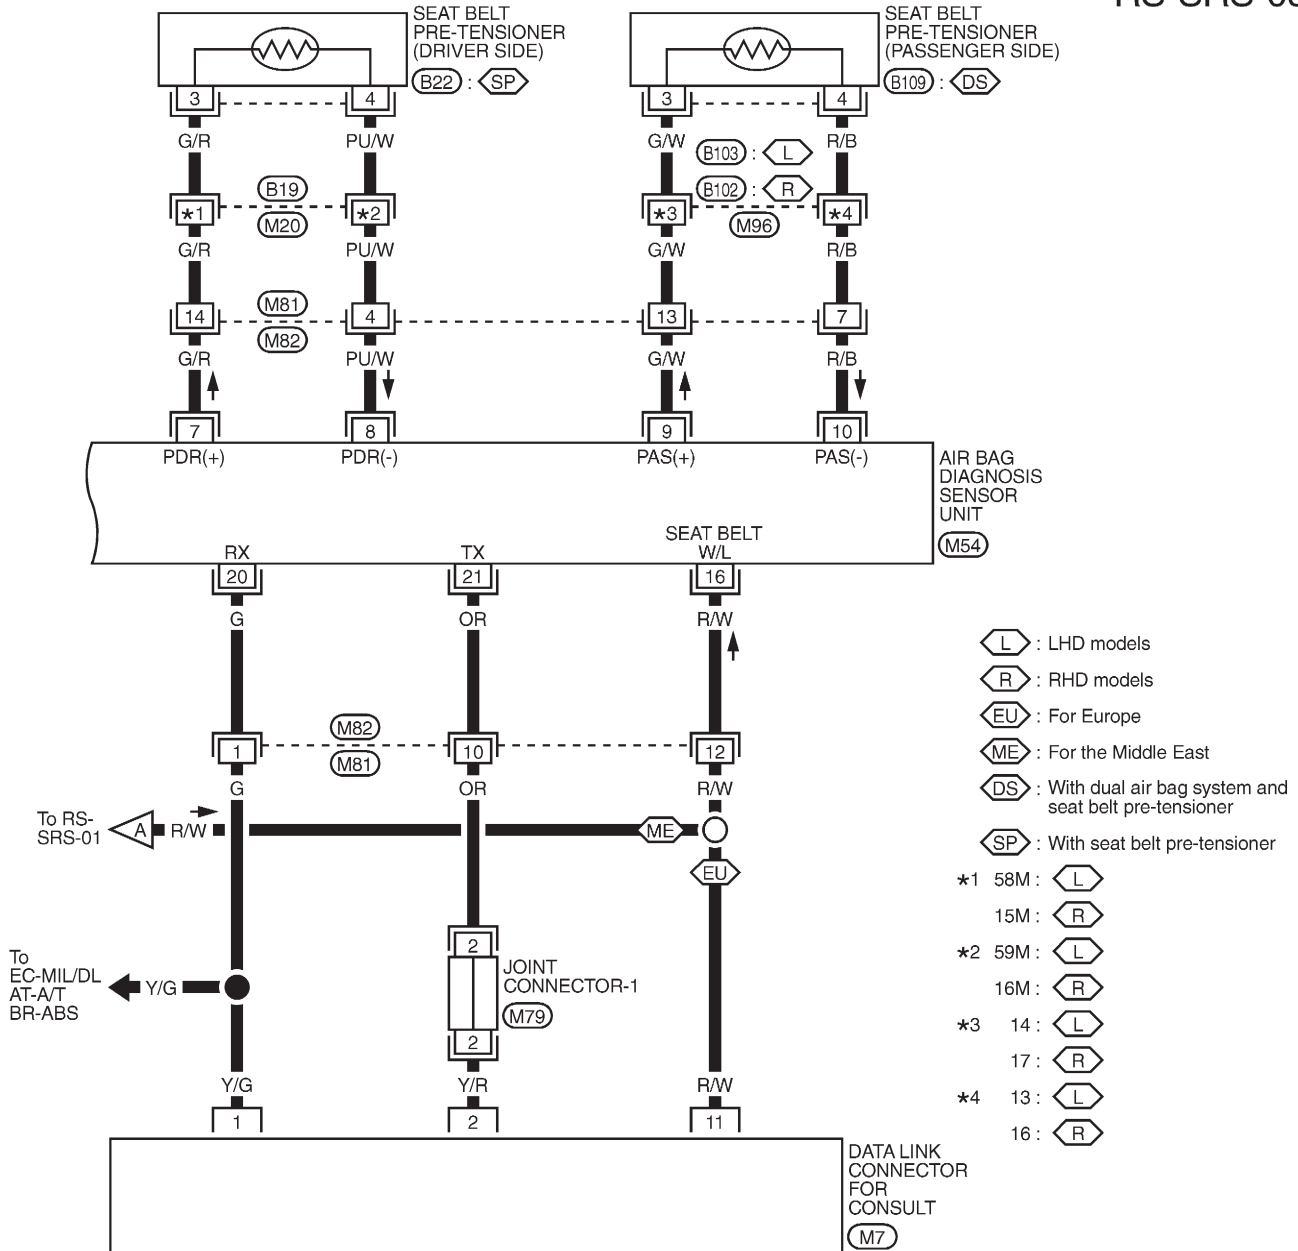 SEAT BELT
PRE-TENSIONER
(DRIVER SIDE)
B22 : SP
SEAT BELT
PRE-TENSIONER
(PASSENGER SIDE)
B109 : DS
3 4 3 4
G/R PU/W G/W R/B
B103 : L
B102 : R
B19
*1 *2 *3 *4
M20 M96
G/R PU/W G/W R/B
M81
14 4 13 7
M82
G/R PU/W G/W R/B
7 8 9 10
PDR(+) PDR(-) PAS(+) PAS(-)
AIR BAG
DIAGNOSIS
SENSOR
UNIT
M54
SEAT BELT
RX TX W/L
20 21 16
G OR R/W
M82
1 10 12
M81
G OR R/W
To RS-
SRS-01
A R/W ME
EU
2
JOINT
CONNECTOR-1
M79
2
To
EC-MIL/DL
AT-A/T
BR-ABS
Y/G
Y/G Y/R R/W
1 2 11
DATA LINK
CONNECTOR
FOR
CONSULT
M7
L : LHD models
R : RHD models
EU : For Europe
ME : For the Middle East
DS : With dual air bag system and
seat belt pre-tensioner
SP : With seat belt pre-tensioner
*1 58M : L
15M : R
*2 59M : L
16M : R
*3 14 : L
17 : R
*4 13 : L
16 : R